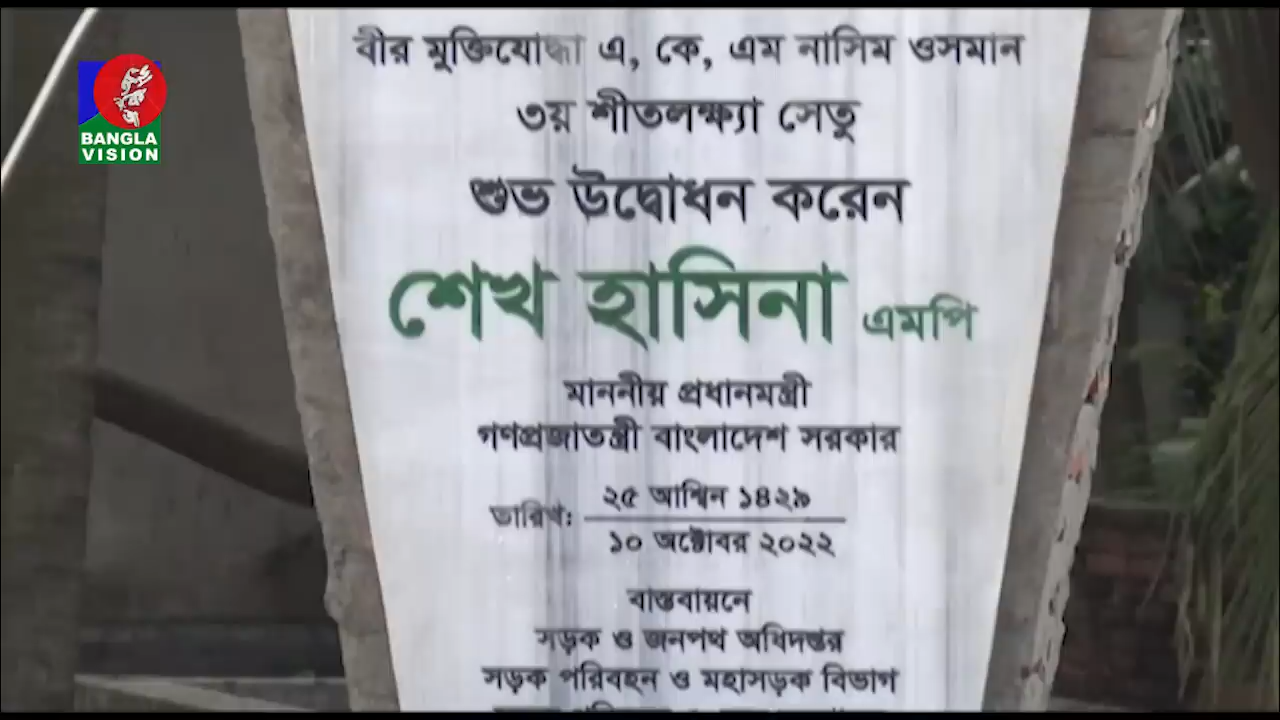 বীর মুক্তিযোদ্ধা এ, কে, এম নাসিম ওসমান
৩য় শীতলক্ষ্যা সেতু
শুভ উদ্বোধন করেন
শেখ হাসিনা এমপি
মাননীয় প্রধানমন্ত্রী
গণপ্রজাতন্ত্রী বাংলাদেশ সরকার
তারিখ: ২৫ আশ্বিন ১৪২৯
১০ অক্টোবর ২০২২
বাস্তবায়নে
সড়ক ও জনপথ অধিদপ্তর
সড়ক পরিবহন ও মহাসড়ক বিভাগ
BANGLA
VISION